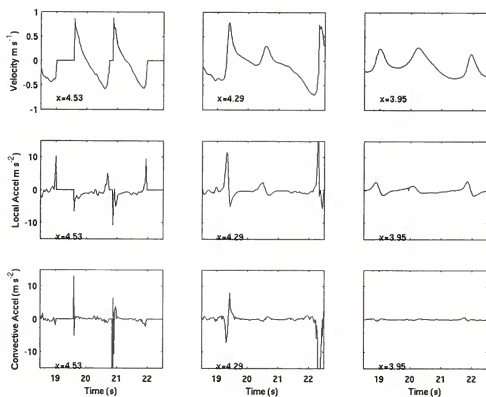 1
0.5
0
-0.5
-1
Velocity m s⁻¹
x=4.53
x=4.29
x=3.95
10
0
-10
Local Accel m s⁻²
x=4.53
x=4.29
x=3.95
10
0
-10
Convective Accel (m s⁻²)
x=4.53
x=4.29
x=3.95
19 20 21 22
19 20 21 22
19 20 21 22
Time (s)
Time (s)
Time (s)